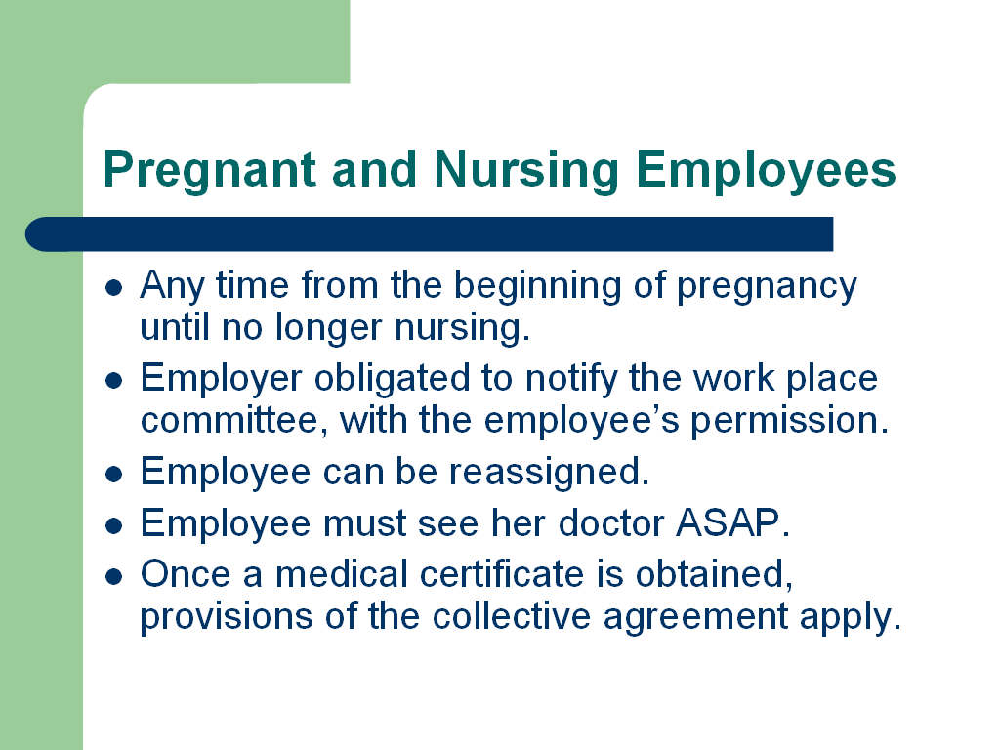 Pregnant and Nursing Employees
● Any time from the beginning of pregnancy
until no longer nursing.
● Employer obligated to notify the work place
committee, with the employee’s permission.
● Employee can be reassigned.
● Employee must see her doctor ASAP.
● Once a medical certificate is obtained,
provisions of the collective agreement apply.